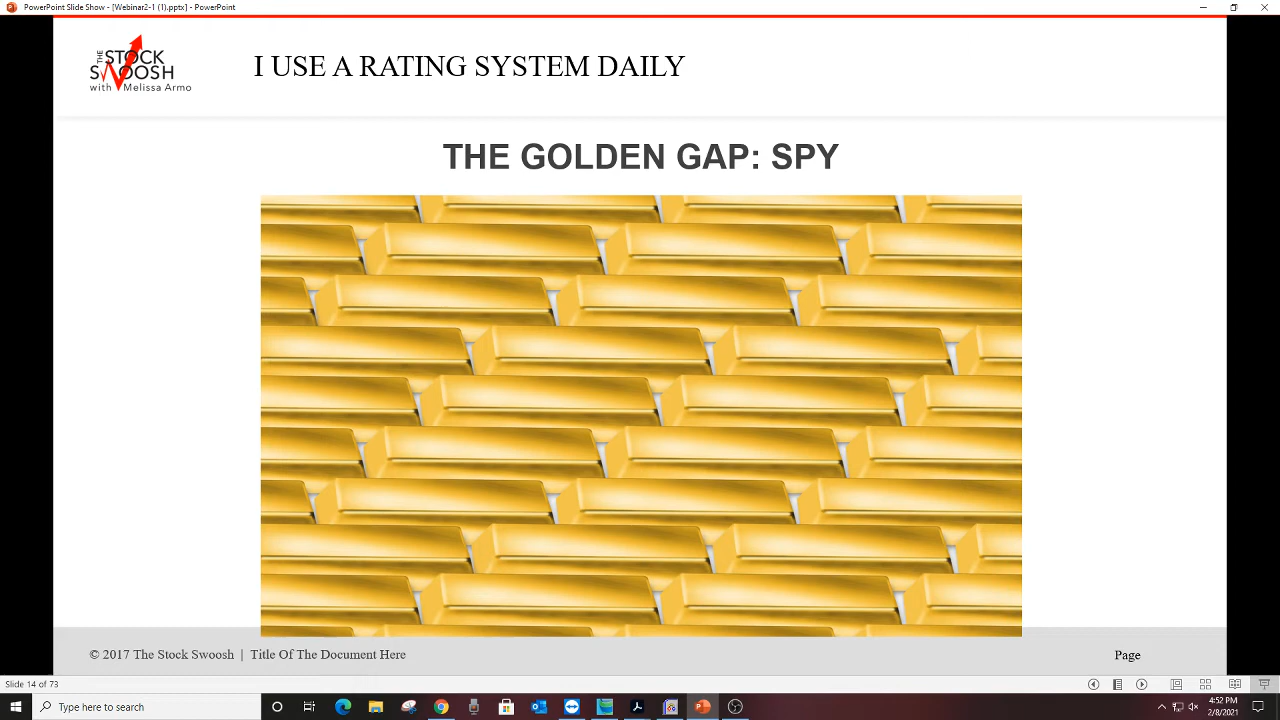 PowerPoint Slide Show - [Webinar2-1 (1).pptx] - PowerPoint
THE STOCK
SWOOSH
with Melissa Armo
I USE A RATING SYSTEM DAILY
THE GOLDEN GAP: SPY
© 2017 The Stock Swoosh | Title Of The Document Here
Page
Slide 14 of 73
Type here to search
4:52 PM
2/8/2021